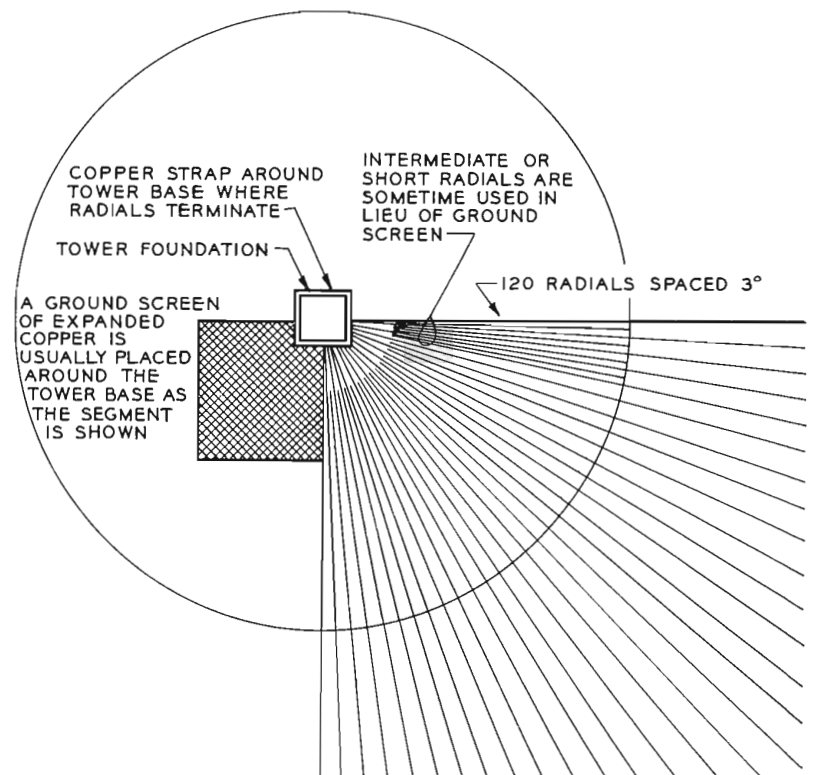 COPPER STRAP AROUND
TOWER BASE WHERE
RADIALS TERMINATE
TOWER FOUNDATION
INTERMEDIATE OR
SHORT RADIALS ARE
SOMETIME USED IN
LIEU OF GROUND
SCREEN
120 RADIALS SPACED 3°
A GROUND SCREEN
OF EXPANDED
COPPER IS
USUALLY PLACED
AROUND THE
TOWER BASE AS
THE SEGMENT
IS SHOWN